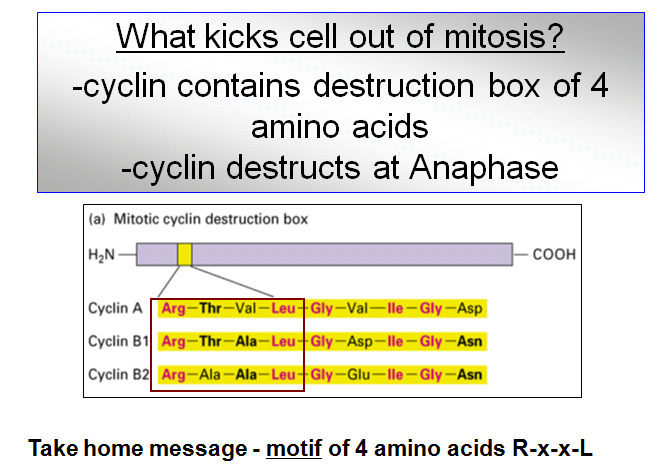 What kicks cell out of mitosis?
-cyclin contains destruction box of 4
amino acids
-cyclin destructs at Anaphase
(a) Mitotic cyclin destruction box
H₂N
COOH
Cyclin A Arg–Thr–Val–Leu–Gly–Val–Ile–Gly–Asp
Cyclin B1 Arg–Thr–Ala–Leu–Gly–Asp–Ile–Gly–Asn
Cyclin B2 Arg–Ala–Ala–Leu–Gly–Glu–Ile–Gly–Asn
Take home message - motif of 4 amino acids R-x-x-L